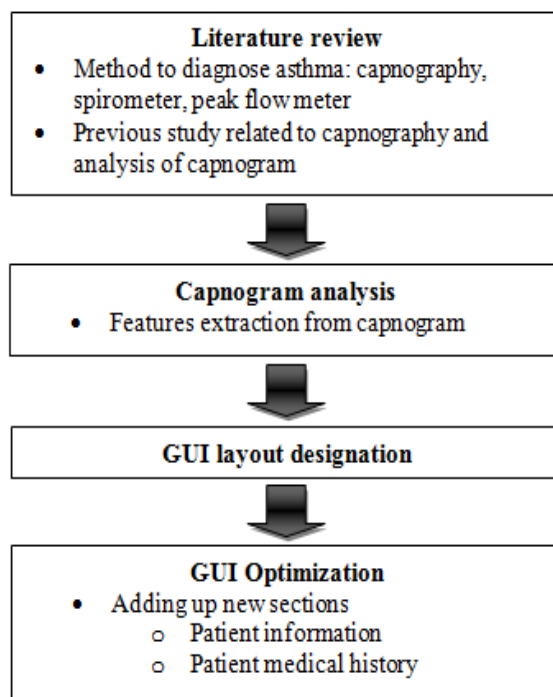 Literature review
• Method to diagnose asthma: capnography,
spirometer, peak flow meter
• Previous study related to capnography and
analysis of capnogram
Capnogram analysis
• Features extraction from capnogram
GUI layout designation
GUI Optimization
• Adding up new sections
o Patient information
o Patient medical history